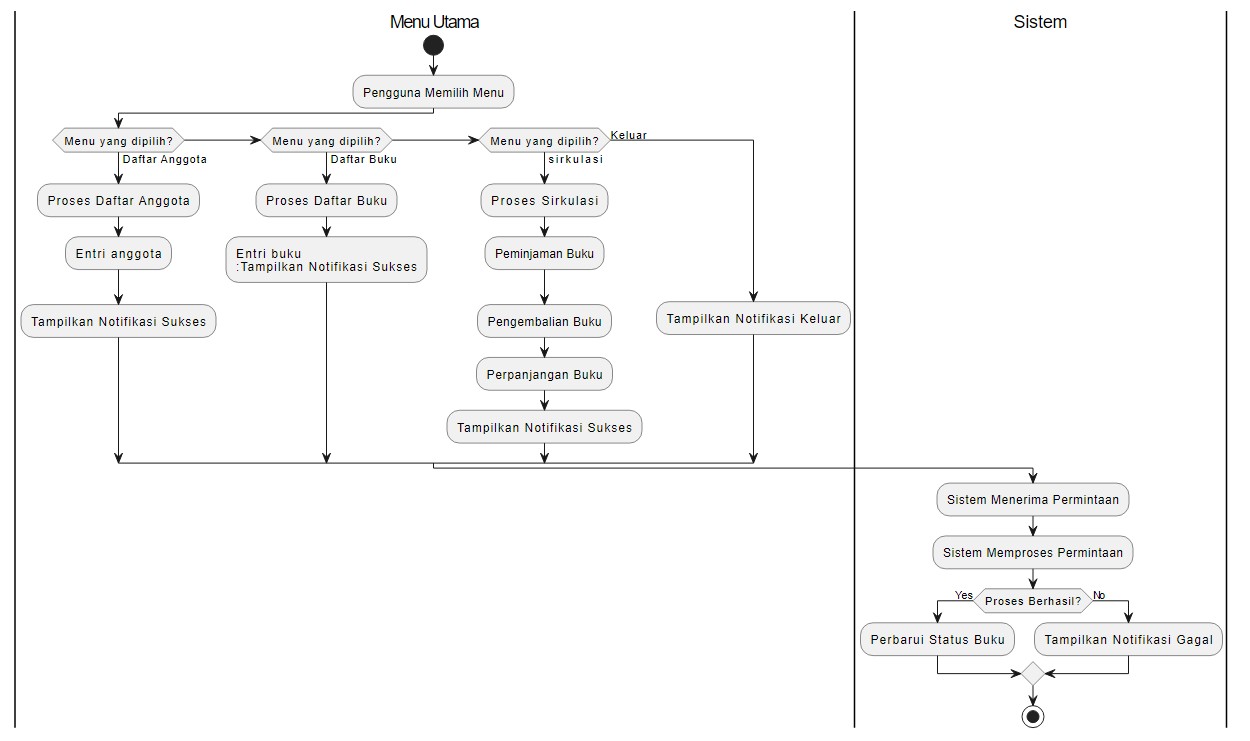 Menu Utama
Sistem
Pengguna Memilih Menu
Menu yang dipilih?
Menu yang dipilih?
Menu yang dipilih?
Keluar
Daftar Anggota
Daftar Buku
sirkulasi
Proses Daftar Anggota
Proses Daftar Buku
Proses Sirkulasi
Entri anggota
Entri buku
:Tampilkan Notifikasi Sukses
Peminjaman Buku
Tampilkan Notifikasi Sukses
Pengembalian Buku
Tampilkan Notifikasi Keluar
Perpanjangan Buku
Tampilkan Notifikasi Sukses
Sistem Menerima Permintaan
Sistem Memproses Permintaan
Yes
Proses Berhasil?
No
Perbarui Status Buku
Tampilkan Notifikasi Gagal